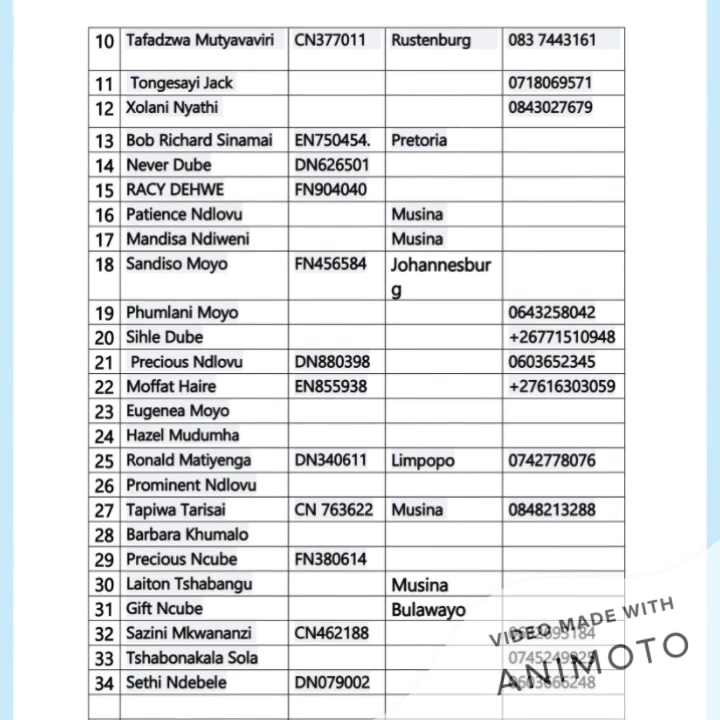 10 Tafadzwa Mutyavaviri CN377011 Rustenburg 083 7443161
11 Tongesayi Jack 0718069571
12 Xolani Nyathi 0843027679
13 Bob Richard Sinamai EN750454. Pretoria
14 Never Dube DN626501
15 RACY DEHWE FN904040
16 Patience Ndlovu Musina
17 Mandisa Ndiweni Musina
18 Sandiso Moyo FN456584 Johannesbur
g
19 Phumlani Moyo 0643258042
20 Sihle Dube +26771510948
21 Precious Ndlovu DN880398 0603652345
22 Moffat Haire EN855938 +27616303059
23 Eugenea Moyo
24 Hazel Mudumha
25 Ronald Matiyenga DN340611 Limpopo 0742778076
26 Prominent Ndlovu
27 Tapiwa Tarisai CN 763622 Musina 0848213288
28 Barbara Khumalo
29 Precious Ncube FN380614
30 Laiton Tshabangu Musina
31 Gift Ncube Bulawayo
32 Sazini Mkwananzi CN462188
33 Tshabonakala Sola
34 Sethi Ndebele DN079002
VIDEO MADE WITH
ANIMOTO